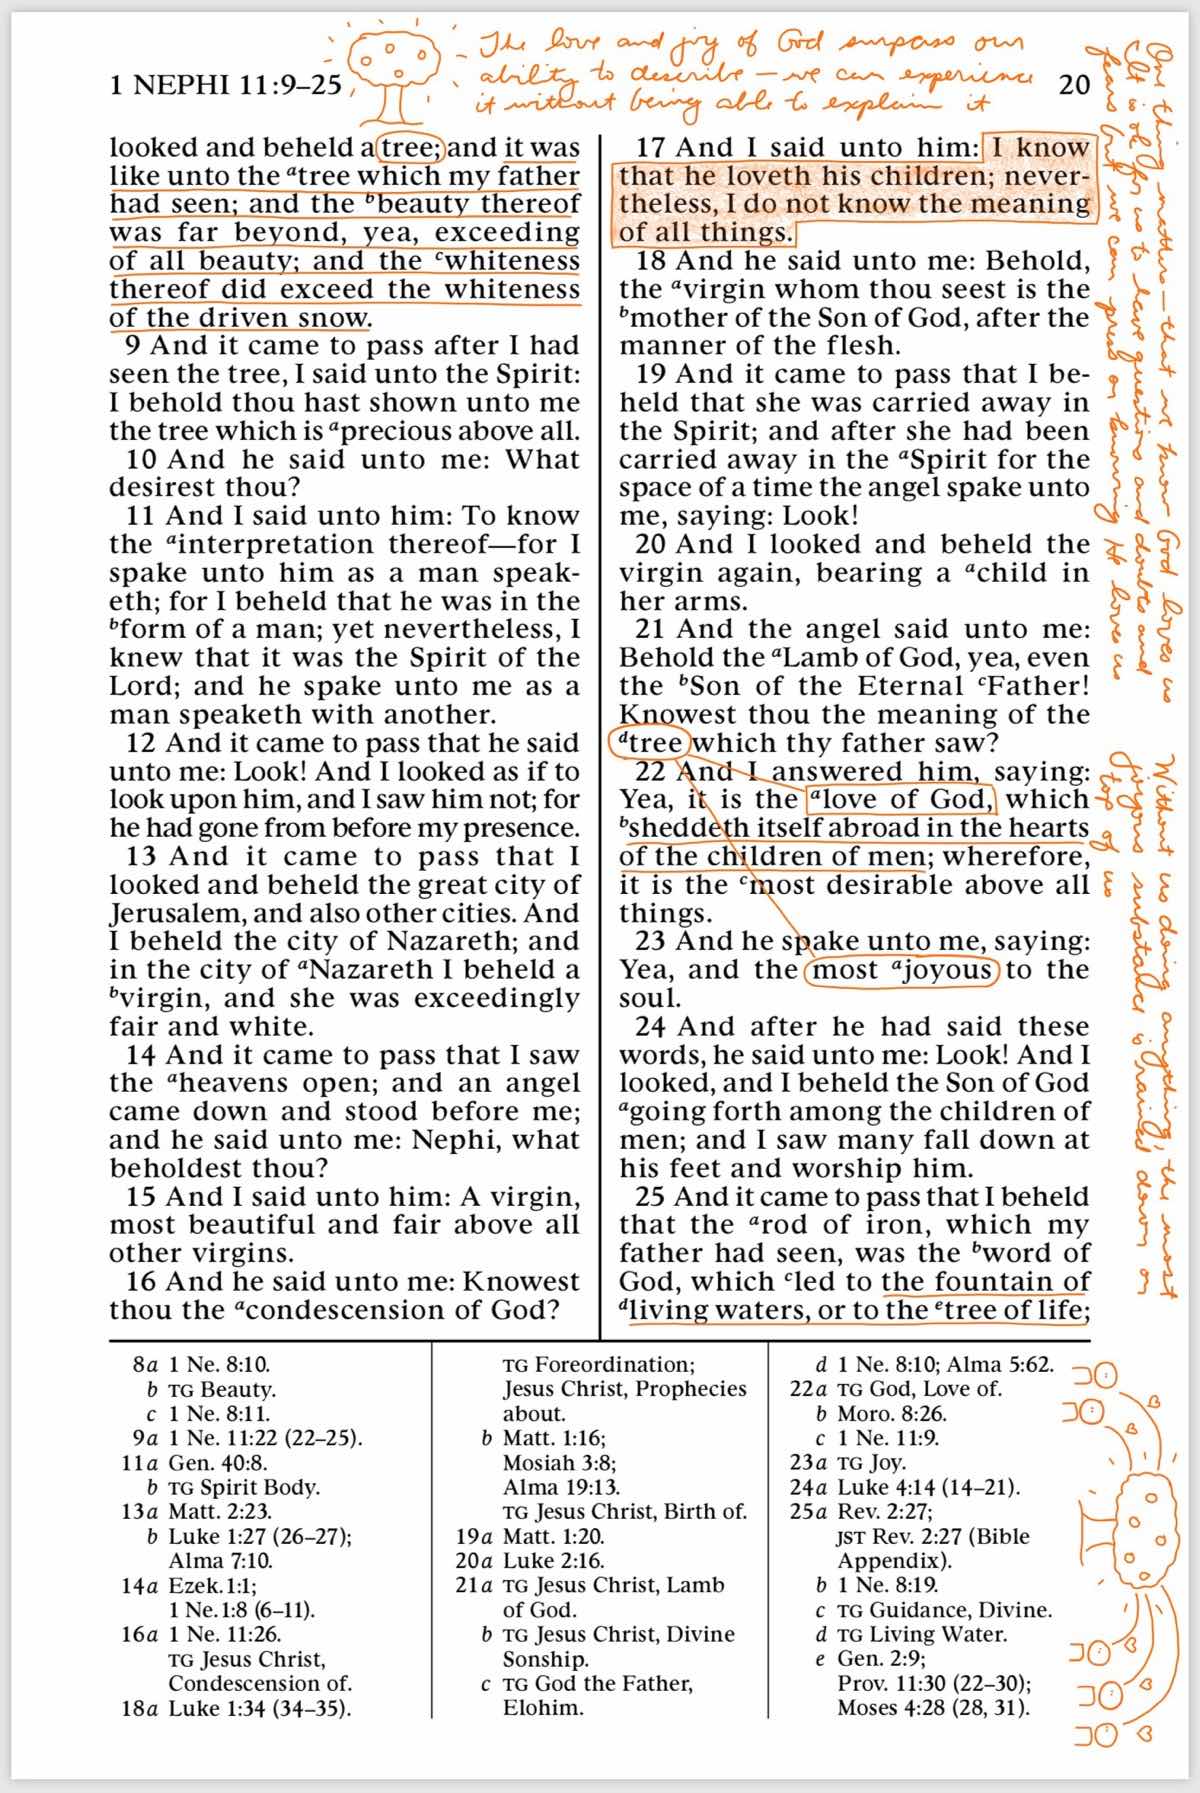 The love and joy of God surpass our
ability to describe – we can experience
it without being able to explain it
1 NEPHI 11:9–25
20
looked and beheld a tree; and it was
like unto the ᵃtree which my father
had seen; and the ᵇbeauty thereof
was far beyond, yea, exceeding
of all beauty; and the ᶜwhiteness
thereof did exceed the whiteness
of the driven snow.
9 And it came to pass after I had
seen the tree, I said unto the Spirit:
I behold thou hast shown unto me
the tree which is ᵃprecious above all.
10 And he said unto me: What
desirest thou?
11 And I said unto him: To know
the ᵃinterpretation thereof—for I
spake unto him as a man speak-
eth; for I beheld that he was in the
ᵇform of a man; yet nevertheless, I
knew that it was the Spirit of the
Lord; and he spake unto me as a
man speaketh with another.
12 And it came to pass that he said
unto me: Look! And I looked as if to
look upon him, and I saw him not; for
he had gone from before my presence.
13 And it came to pass that I
looked and beheld the great city of
Jerusalem, and also other cities. And
I beheld the city of Nazareth; and
in the city of ᵃNazareth I beheld a
ᵇvirgin, and she was exceedingly
fair and white.
14 And it came to pass that I saw
the ᵃheavens open; and an angel
came down and stood before me;
and he said unto me: Nephi, what
beholdest thou?
15 And I said unto him: A virgin,
most beautiful and fair above all
other virgins.
16 And he said unto me: Knowest
thou the ᵃcondescension of God?
17 And I said unto him: I know
that he loveth his children; never-
theless, I do not know the meaning
of all things.
18 And he said unto me: Behold,
the ᵃvirgin whom thou seest is the
ᵇmother of the Son of God, after the
manner of the flesh.
19 And it came to pass that I be-
held that she was carried away in
the Spirit; and after she had been
carried away in the ᵃSpirit for the
space of a time the angel spake unto
me, saying: Look!
20 And I looked and beheld the
virgin again, bearing a ᵃchild in
her arms.
21 And the angel said unto me:
Behold the ᵃLamb of God, yea, even
the ᵇSon of the Eternal ᶜFather!
Knowest thou the meaning of the
ᵈtree which thy father saw?
22 And I answered him, saying:
Yea, it is the ᵃlove of God, which
ᵇsheddeth itself abroad in the hearts
of the children of men; wherefore,
it is the ᶜmost desirable above all
things.
23 And he spake unto me, saying:
Yea, and the most ᵃjoyous to the
soul.
24 And after he had said these
words, he said unto me: Look! And I
looked, and I beheld the Son of God
ᵃgoing forth among the children of
men; and I saw many fall down at
his feet and worship him.
25 And it came to pass that I beheld
that the ᵃrod of iron, which my
father had seen, was the ᵇword of
God, which ᶜled to the fountain of
ᵈliving waters, or to the ᵉtree of life;
One thing matters – that we know God loves us
It is ok for us to have questions and doubts and
fears but we can press on knowing He loves us
Without us doing anything, the most
joyous substance is rained down on
top of us
8a 1 Ne. 8:10.
b TG Beauty.
c 1 Ne. 8:11.
9a 1 Ne. 11:22 (22–25).
11a Gen. 40:8.
b TG Spirit Body.
13a Matt. 2:23.
b Luke 1:27 (26–27);
Alma 7:10.
14a Ezek. 1:1;
1 Ne. 1:8 (6–11).
16a 1 Ne. 11:26.
TG Jesus Christ,
Condescension of.
18a Luke 1:34 (34–35).
TG Foreordination;
Jesus Christ, Prophecies
about.
b Matt. 1:16;
Mosiah 3:8;
Alma 19:13.
TG Jesus Christ, Birth of.
19a Matt. 1:20.
20a Luke 2:16.
21a TG Jesus Christ, Lamb
of God.
b TG Jesus Christ, Divine
Sonship.
c TG God the Father,
Elohim.
d 1 Ne. 8:10; Alma 5:62.
22a TG God, Love of.
b Moro. 8:26.
c 1 Ne. 11:9.
23a TG Joy.
24a Luke 4:14 (14–21).
25a Rev. 2:27;
JST Rev. 2:27 (Bible
Appendix).
b 1 Ne. 8:19.
c TG Guidance, Divine.
d TG Living Water.
e Gen. 2:9;
Prov. 11:30 (22–30);
Moses 4:28 (28, 31).